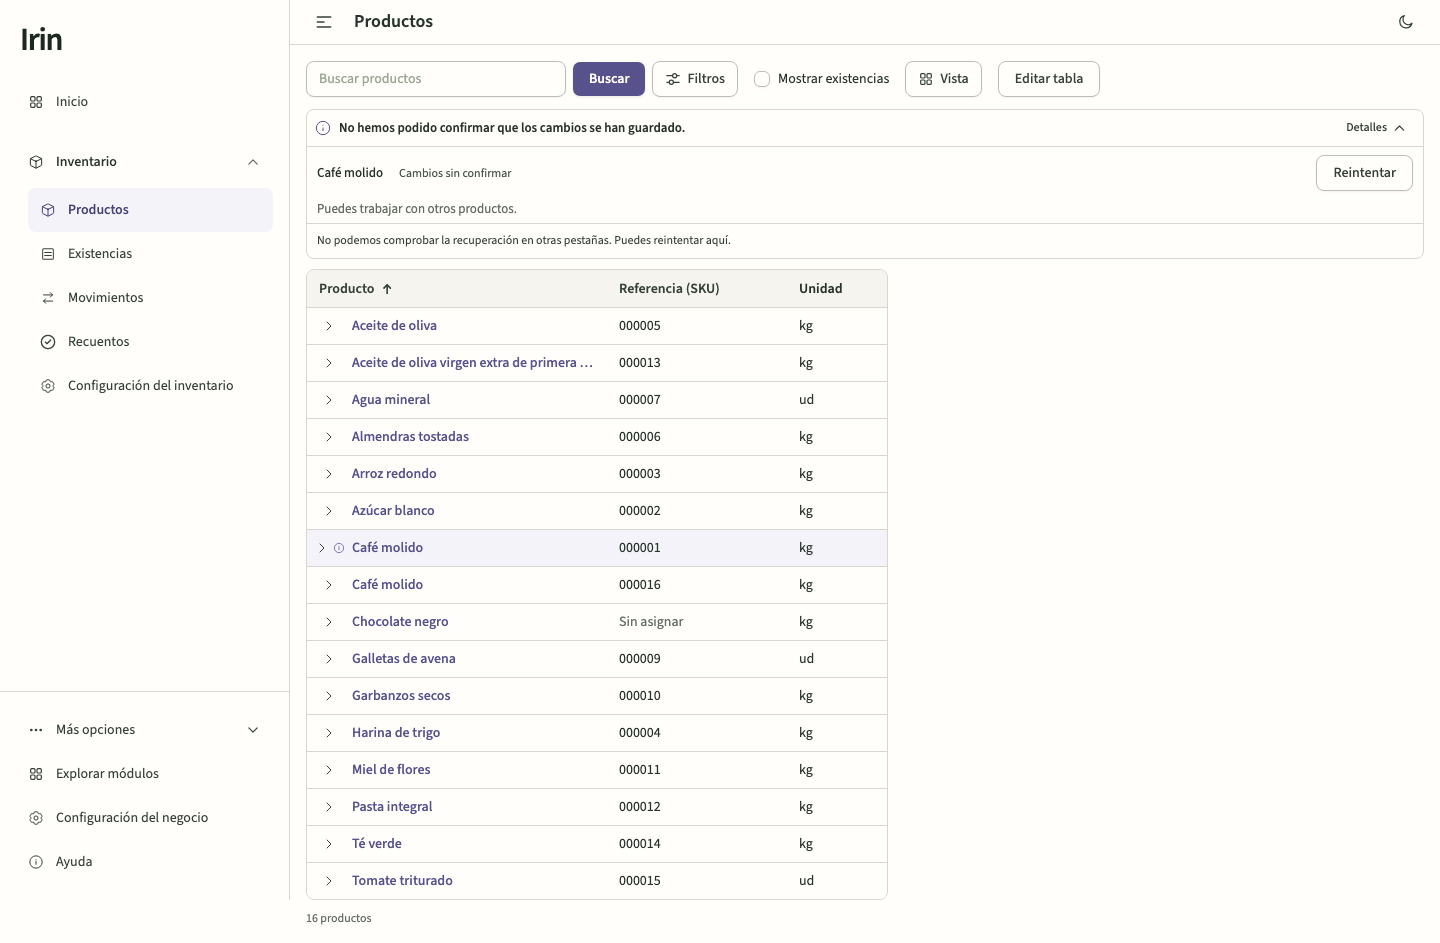 Irin
Inicio
Inventario
Productos
Existencias
Movimientos
Recuentos
Configuración del inventario
Más opciones
Explorar módulos
Configuración del negocio
Ayuda
Productos
Buscar productos Buscar Filtros Mostrar existencias Vista Editar tabla
No hemos podido confirmar que los cambios se han guardado. Detalles
Café molido Cambios sin confirmar Reintentar
Puedes trabajar con otros productos.
No podemos comprobar la recuperación en otras pestañas. Puedes reintentar aquí.
Producto Referencia (SKU) Unidad
Aceite de oliva 000005 kg
Aceite de oliva virgen extra de primera ... 000013 kg
Agua mineral 000007 ud
Almendras tostadas 000006 kg
Arroz redondo 000003 kg
Azúcar blanco 000002 kg
Café molido 000001 kg
Café molido 000016 kg
Chocolate negro Sin asignar kg
Galletas de avena 000009 ud
Garbanzos secos 000010 kg
Harina de trigo 000004 kg
Miel de flores 000011 kg
Pasta integral 000012 kg
Té verde 000014 kg
Tomate triturado 000015 ud
16 productos